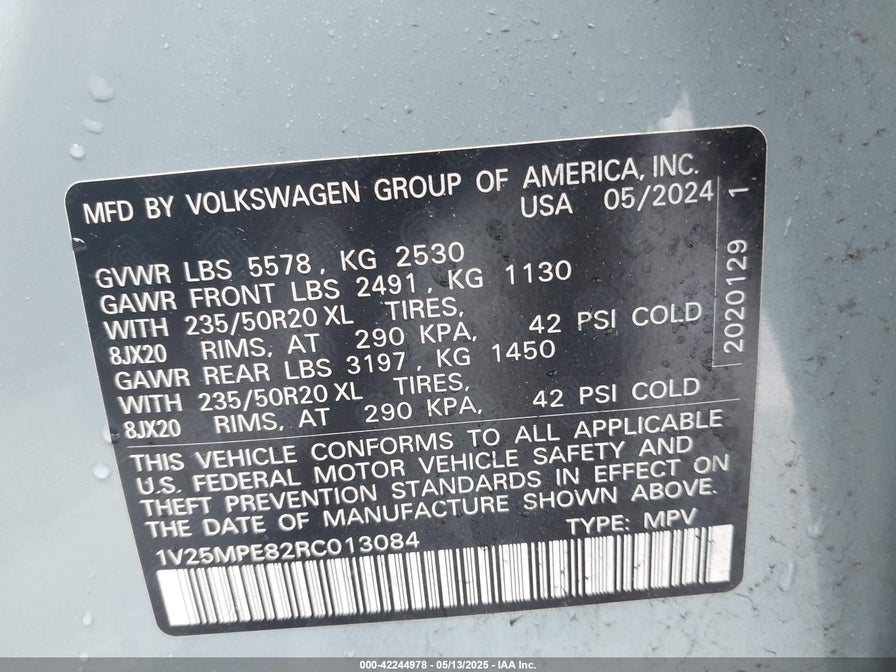 MFD BY VOLKSWAGEN GROUP OF AMERICA, INC.
USA 05/2024 1
GVWR LBS 5578, KG 2530
GAWR FRONT LBS 2491, KG 1130
WITH 235/50R20 XL TIRES,
8JX20 RIMS, AT 290 KPA, 42 PSI COLD
GAWR REAR LBS 3197, KG 1450
WITH 235/50R20 XL TIRES,
8JX20 RIMS, AT 290 KPA, 42 PSI COLD
2020129
THIS VEHICLE CONFORMS TO ALL APPLICABLE
U.S. FEDERAL MOTOR VEHICLE SAFETY AND
THEFT PREVENTION STANDARDS IN EFFECT ON
THE DATE OF MANUFACTURE SHOWN ABOVE.
TYPE: MPV
1V25MPE82RC013084
000-42244978 - 05/13/2025 - IAA Inc.